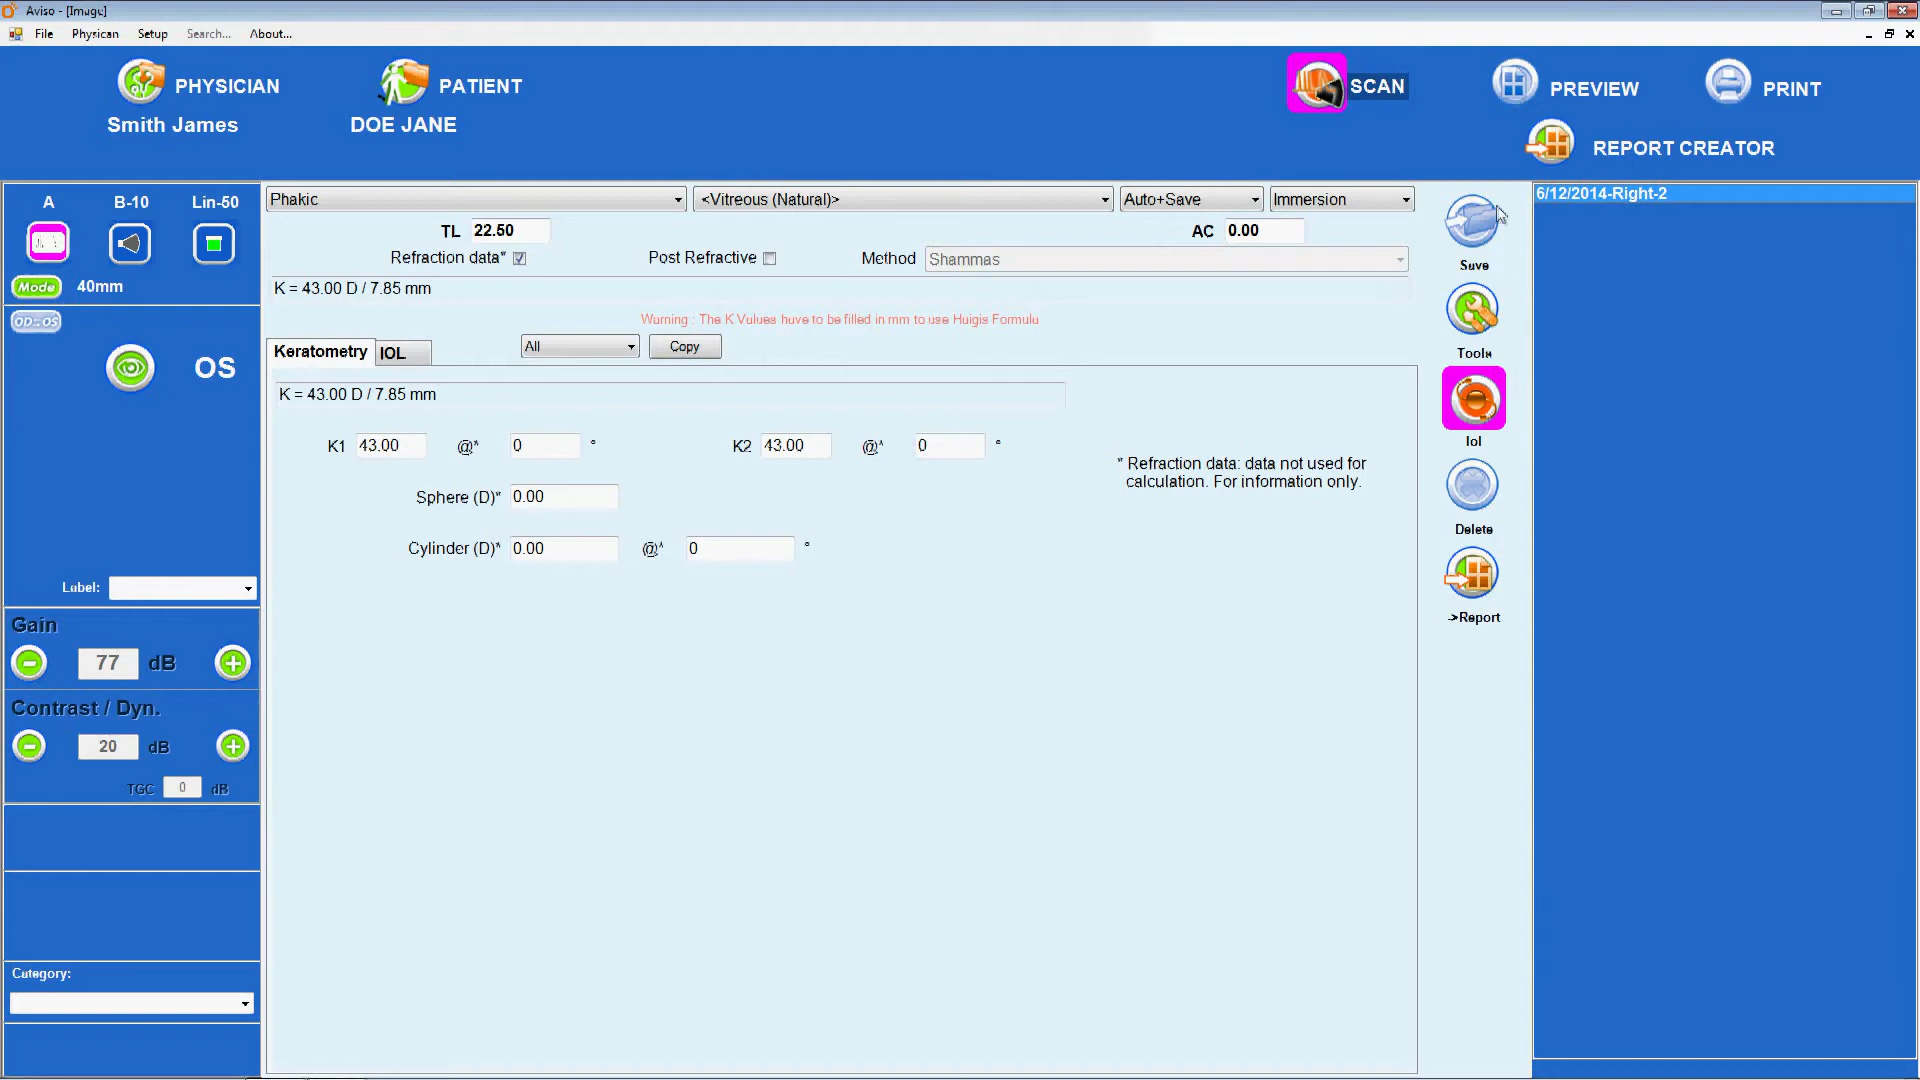 Aviso - [Image]
File Physican Setup Search... About...
PHYSICIAN
Smith James
PATIENT
DOE JANE
SCAN
PREVIEW
PRINT
REPORT CREATOR
A B-10 Lin-50
Mode 40mm
OD↔OS
OS
Label:
Gain
77 dB
Contrast / Dyn.
20 dB
TGC 0 dB
Category:
Phakic <Vitreous (Natural)> Auto+Save Immersion
TL 22.50 AC 0.00
Refraction data* Post Refractive Method Shammas
K = 43.00 D / 7.85 mm
Warning : The K Values have to be filled in mm to use Haigis Formula
Keratometry IOL All Copy
K = 43.00 D / 7.85 mm
K1 43.00 @* 0 ° K2 43.00 @* 0 °
* Refraction data: data not used for
calculation. For information only.
Sphere (D)* 0.00
Cylinder (D)* 0.00 @* 0 °
Save
Tools
Iol
Delete
->Report
6/12/2014-Right-2